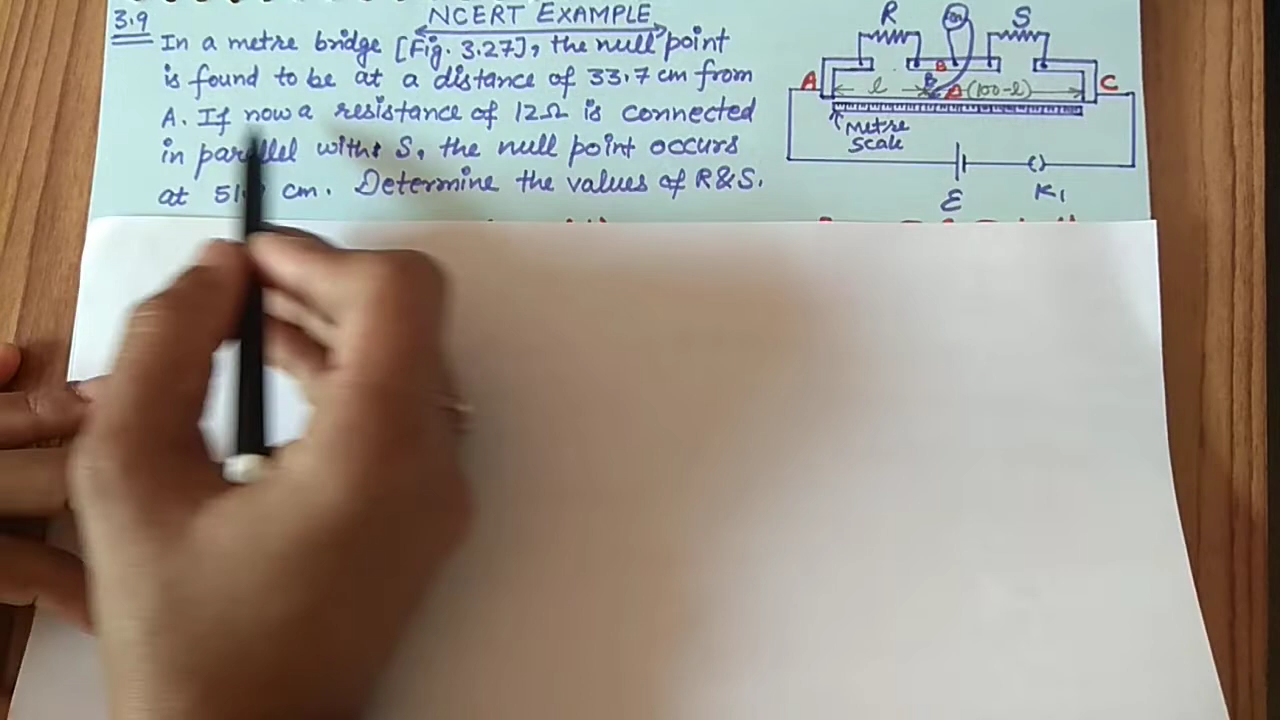 3.9
NCERT EXAMPLE
In a metre bridge [Fig. 3.27], the null point
is found to be at a distance of 33.7 cm from
A. If now a resistance of 12Ω is connected
in parallel with S, the null point occurs
at cm. Determine the values of R&S.
R
S
A
B
B
C
l
D
(100-l)
Metre
Scale
ε
K1